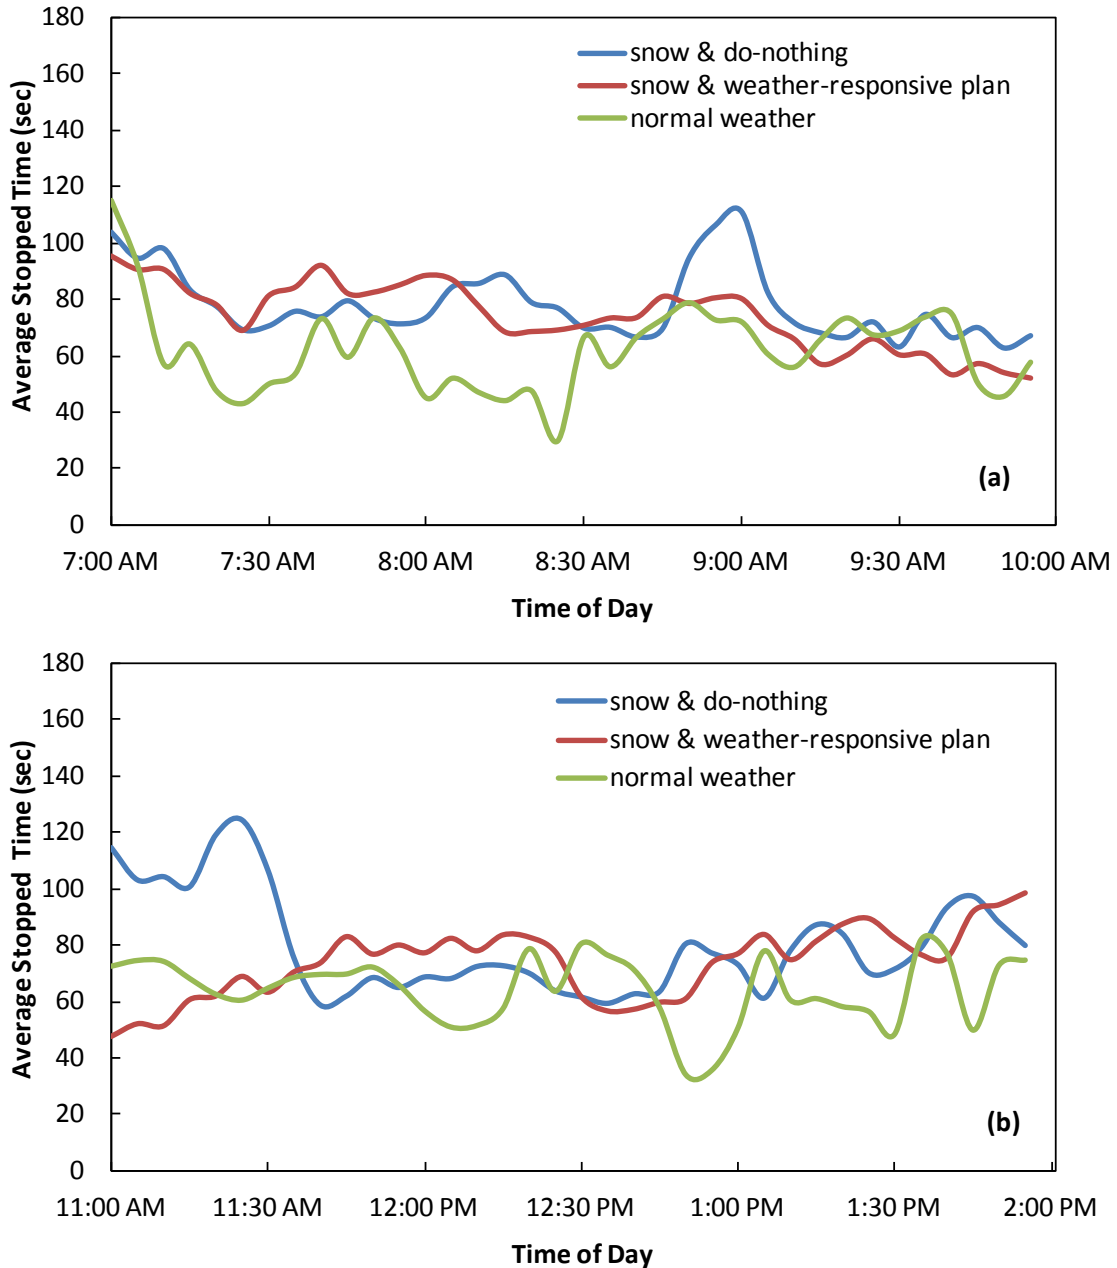 180
160
140
120
100
80
60
40
20
0
Average Stopped Time (sec)
snow & do-nothing
snow & weather-responsive plan
normal weather
(a)
7:00 AM 7:30 AM 8:00 AM 8:30 AM 9:00 AM 9:30 AM 10:00 AM
Time of Day
180
160
140
120
100
80
60
40
20
0
Average Stopped Time (sec)
snow & do-nothing
snow & weather-responsive plan
normal weather
(b)
11:00 AM 11:30 AM 12:00 PM 12:30 PM 1:00 PM 1:30 PM 2:00 PM
Time of Day